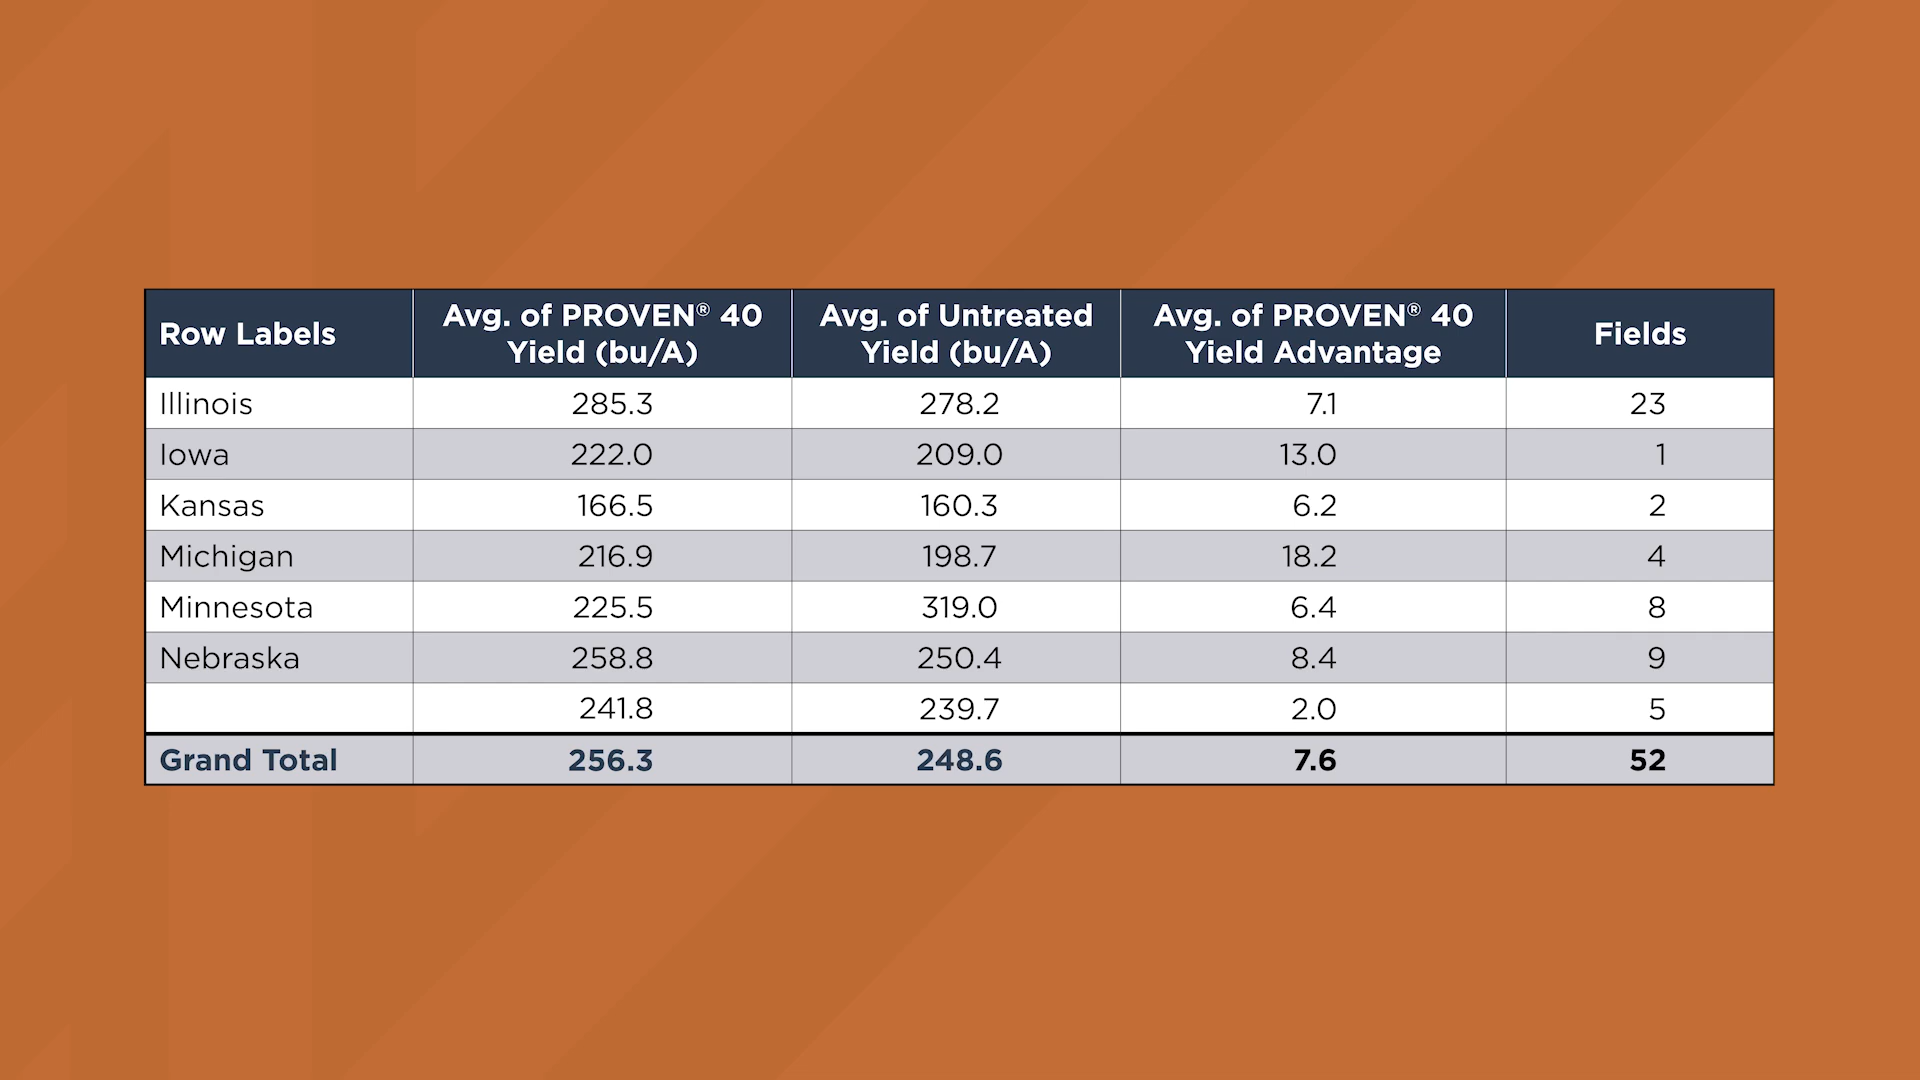 Row Labels Avg. of PROVEN® 40 Yield (bu/A) Avg. of Untreated Yield (bu/A) Avg. of PROVEN® 40 Yield Advantage Fields
Illinois 285.3 278.2 7.1 23
Iowa 222.0 209.0 13.0 1
Kansas 166.5 160.3 6.2 2
Michigan 216.9 198.7 18.2 4
Minnesota 225.5 319.0 6.4 8
Nebraska 258.8 250.4 8.4 9
241.8 239.7 2.0 5
Grand Total 256.3 248.6 7.6 52